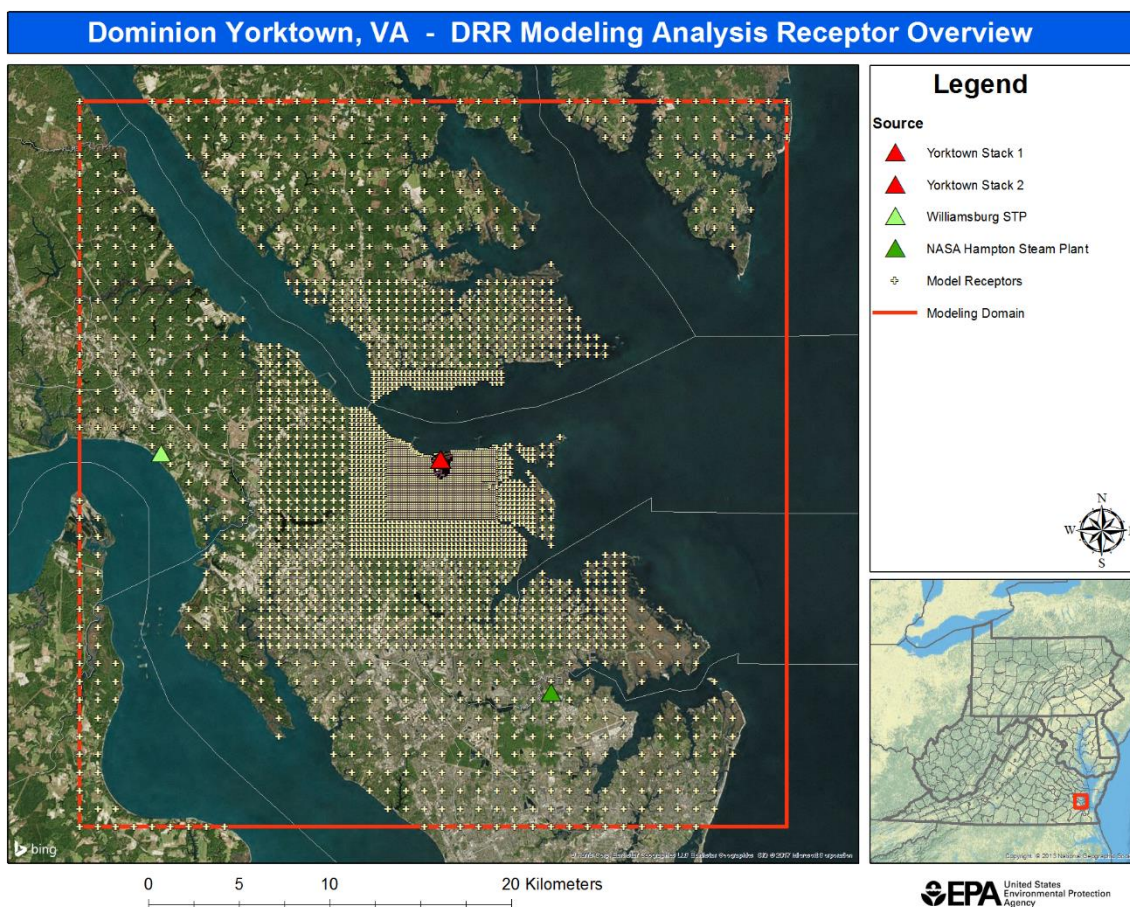 Dominion Yorktown, VA - DRR Modeling Analysis Receptor Overview
Legend
Source
Yorktown Stack 1
Yorktown Stack 2
Williamsburg STP
NASA Hampton Steam Plant
Model Receptors
Modeling Domain
N
W
S
bing
0 5 10 20 Kilometers
EPA
United States
Environmental Protection
Agency